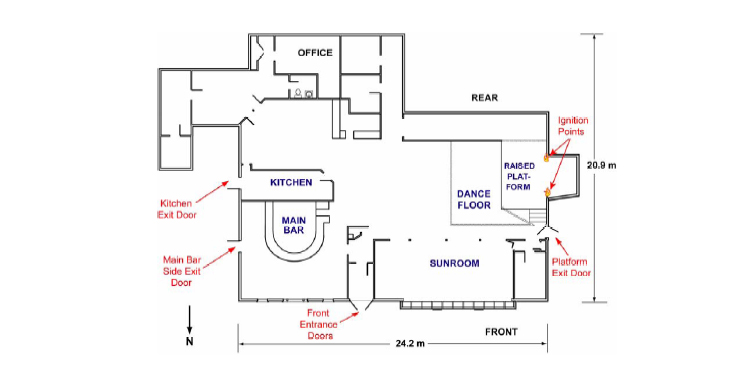 OFFICE
REAR
Ignition
Points
20.9 m
RAISED
PLAT-
FORM
KITCHEN
DANCE
FLOOR
Kitchen
Exit Door
MAIN
BAR
Main Bar
Side Exit
Door
SUNROOM
Platform
Exit Door
Front
Entrance
Doors
FRONT
N
24.2 m